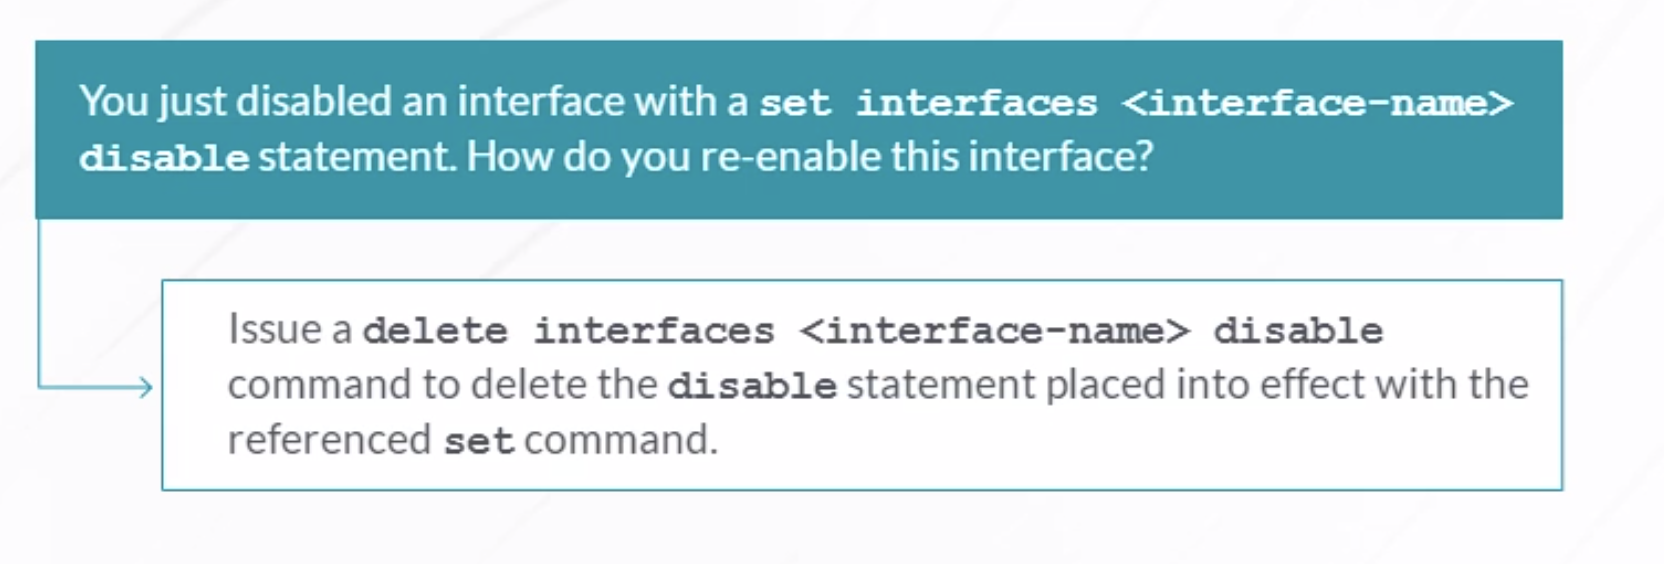 You just disabled an interface with a set interfaces <interface-name>
disable statement. How do you re-enable this interface?
Issue a delete interfaces <interface-name> disable
command to delete the disable statement placed into effect with the
referenced set command.